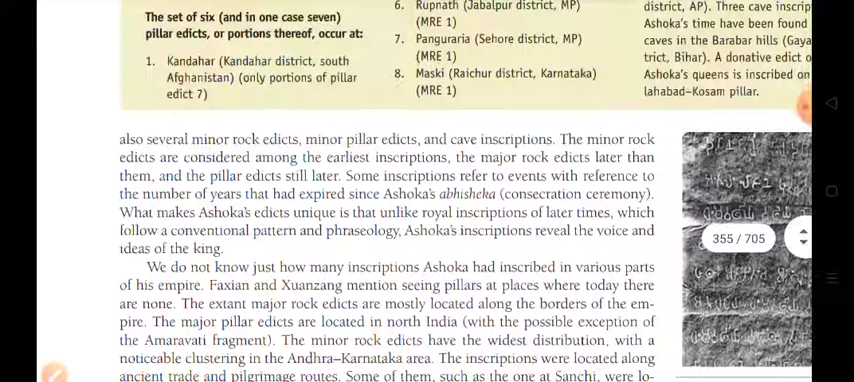 The set of six (and in one case seven)
pillar edicts, or portions thereof, occur at:
1. Kandahar (Kandahar district, south
Afghanistan) (only portions of pillar
edict 7)
6. Rupnath (Jabalpur district, MP)
(MRE 1)
7. Panguraria (Sehore district, MP)
(MRE 1)
8. Maski (Raichur district, Karnataka)
(MRE 1)
district, AP). Three cave inscrip
Ashoka's time have been found
caves in the Barabar hills (Gaya
trict, Bihar). A donative edict o
Ashoka's queens is inscribed on
lahabad–Kosam pillar.
also several minor rock edicts, minor pillar edicts, and cave inscriptions. The minor rock
edicts are considered among the earliest inscriptions, the major rock edicts later than
them, and the pillar edicts still later. Some inscriptions refer to events with reference to
the number of years that had expired since Ashoka's abhisheka (consecration ceremony).
What makes Ashoka's edicts unique is that unlike royal inscriptions of later times, which
follow a conventional pattern and phraseology, Ashoka's inscriptions reveal the voice and
ideas of the king.
We do not know just how many inscriptions Ashoka had inscribed in various parts
of his empire. Faxian and Xuanzang mention seeing pillars at places where today there
are none. The extant major rock edicts are mostly located along the borders of the em-
pire. The major pillar edicts are located in north India (with the possible exception of
the Amaravati fragment). The minor rock edicts have the widest distribution, with a
noticeable clustering in the Andhra–Karnataka area. The inscriptions were located along
ancient trade and pilgrimage routes. Some of them, such as the one at Sanchi, were lo-
355 / 705